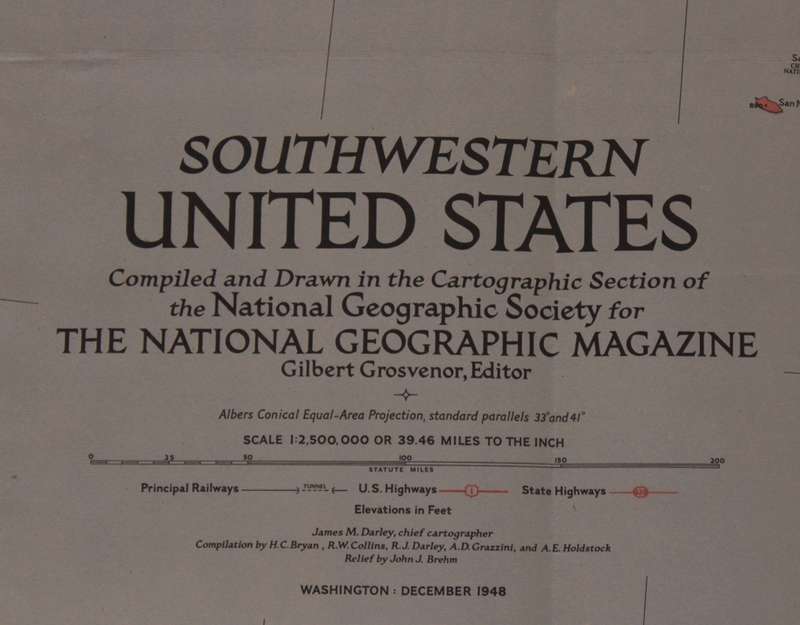 SOUTHWESTERN
UNITED STATES
Compiled and Drawn in the Cartographic Section of
the National Geographic Society for
THE NATIONAL GEOGRAPHIC MAGAZINE
Gilbert Grosvenor, Editor
Albers Conical Equal-Area Projection, standard parallels 33° and 41°
SCALE 1:2,500,000 OR 39.46 MILES TO THE INCH
0 25 50 100 150 200
STATUTE MILES
Principal Railways TUNNEL U.S. Highways State Highways
Elevations in Feet
James M. Darley, chief cartographer
Compilation by H.C. Bryan, R.W. Collins, R.J. Darley, A.D. Grazzini, and A.E. Holdstock
Relief by John J. Brehm
WASHINGTON: DECEMBER 1948